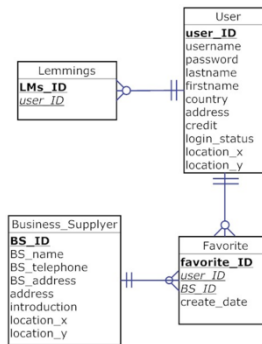 User
user_ID
username
password
lastname
firstname
country
address
credit
login_status
location_x
location_y
Lemmings
LMs_ID
user_ID
Business_Supplyer
BS_ID
BS_name
BS_telephone
BS_address
address
introduction
location_x
location_y
Favorite
favorite_ID
user_ID
BS_ID
create_date